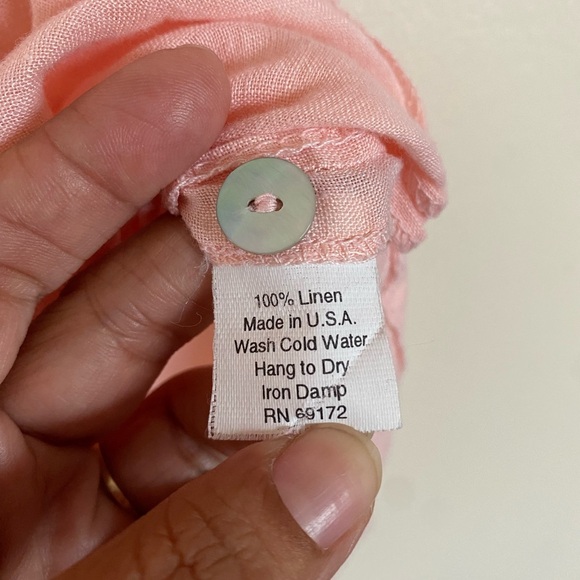 100% Linen
Made in U.S.A.
Wash Cold Water
Hang to Dry
Iron Damp
RN 69172